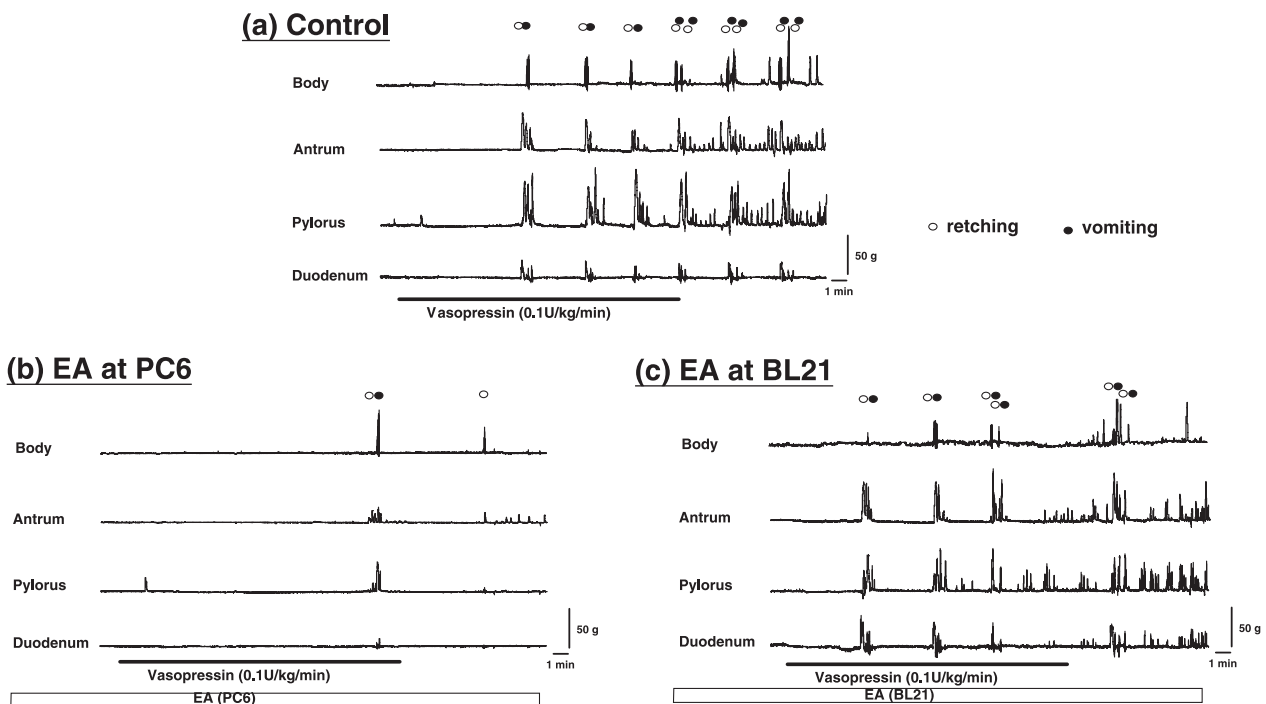 (a) Control
Body
Antrum
Pylorus
Duodenum
50 g
1 min
Vasopressin (0.1U/kg/min)
retching
vomiting
(b) EA at PC6
Body
Antrum
Pylorus
Duodenum
50 g
1 min
Vasopressin (0.1U/kg/min)
EA (PC6)
(c) EA at BL21
Body
Antrum
Pylorus
Duodenum
50 g
1 min
Vasopressin (0.1U/kg/min)
EA (BL21)